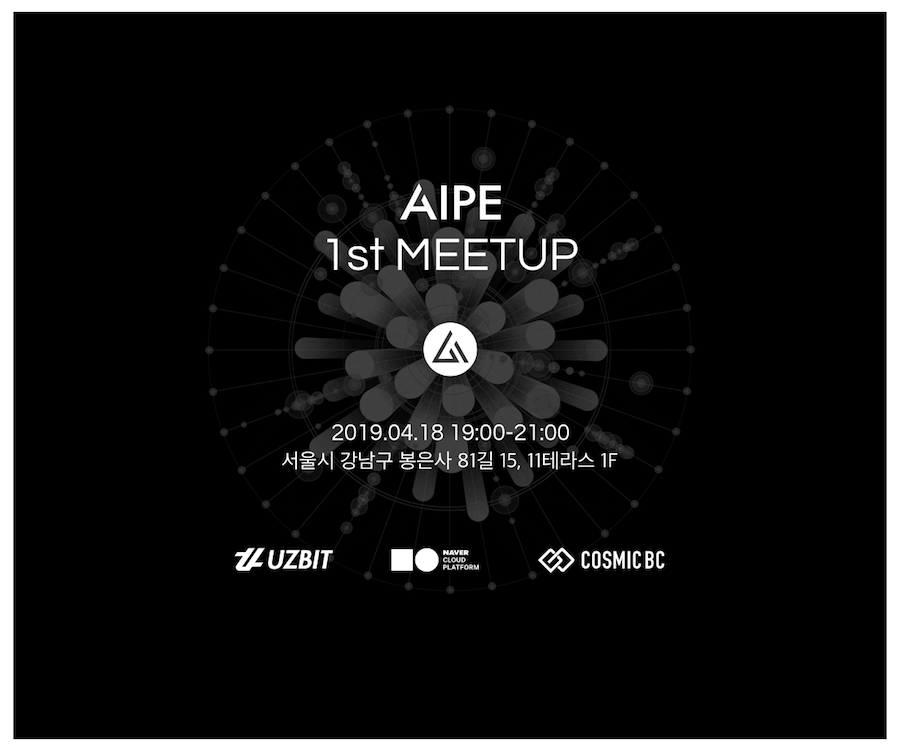 AIPE
1st MEETUP
2019.04.18 19:00-21:00
서울시 강남구 봉은사 81길 15, 11테라스 1F
UZBIT
NAVER
CLOUD
PLATFORM
COSMIC BC